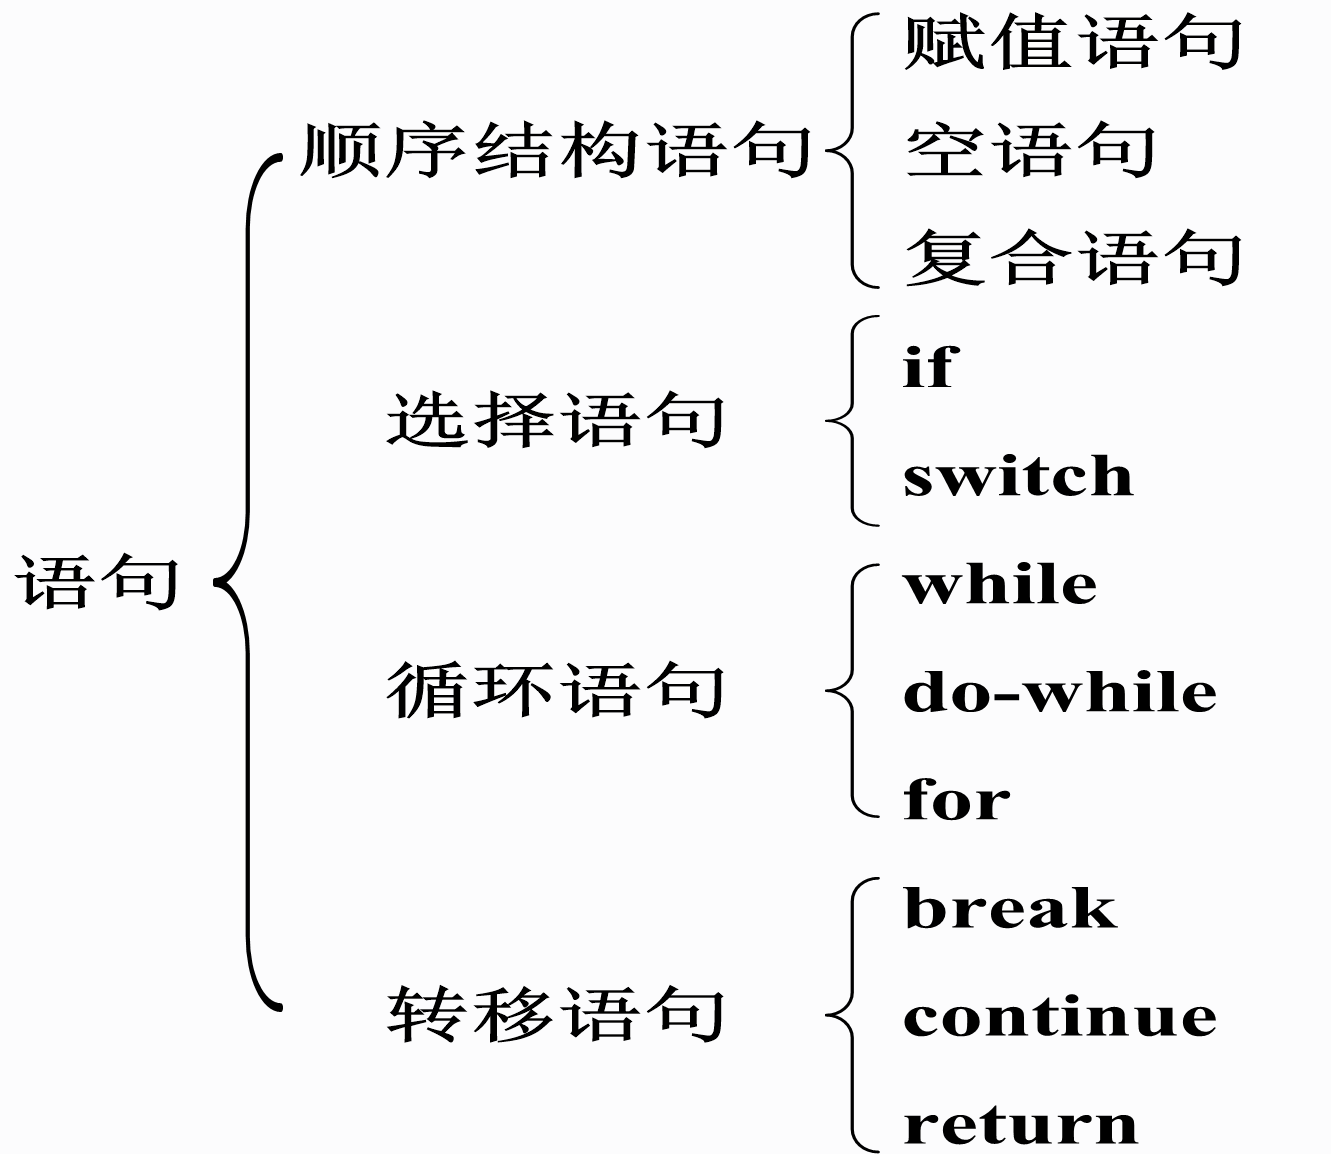 语句
顺序结构语句
赋值语句
空语句
复合语句
选择语句
if
switch
循环语句
while
do-while
for
转移语句
break
continue
return